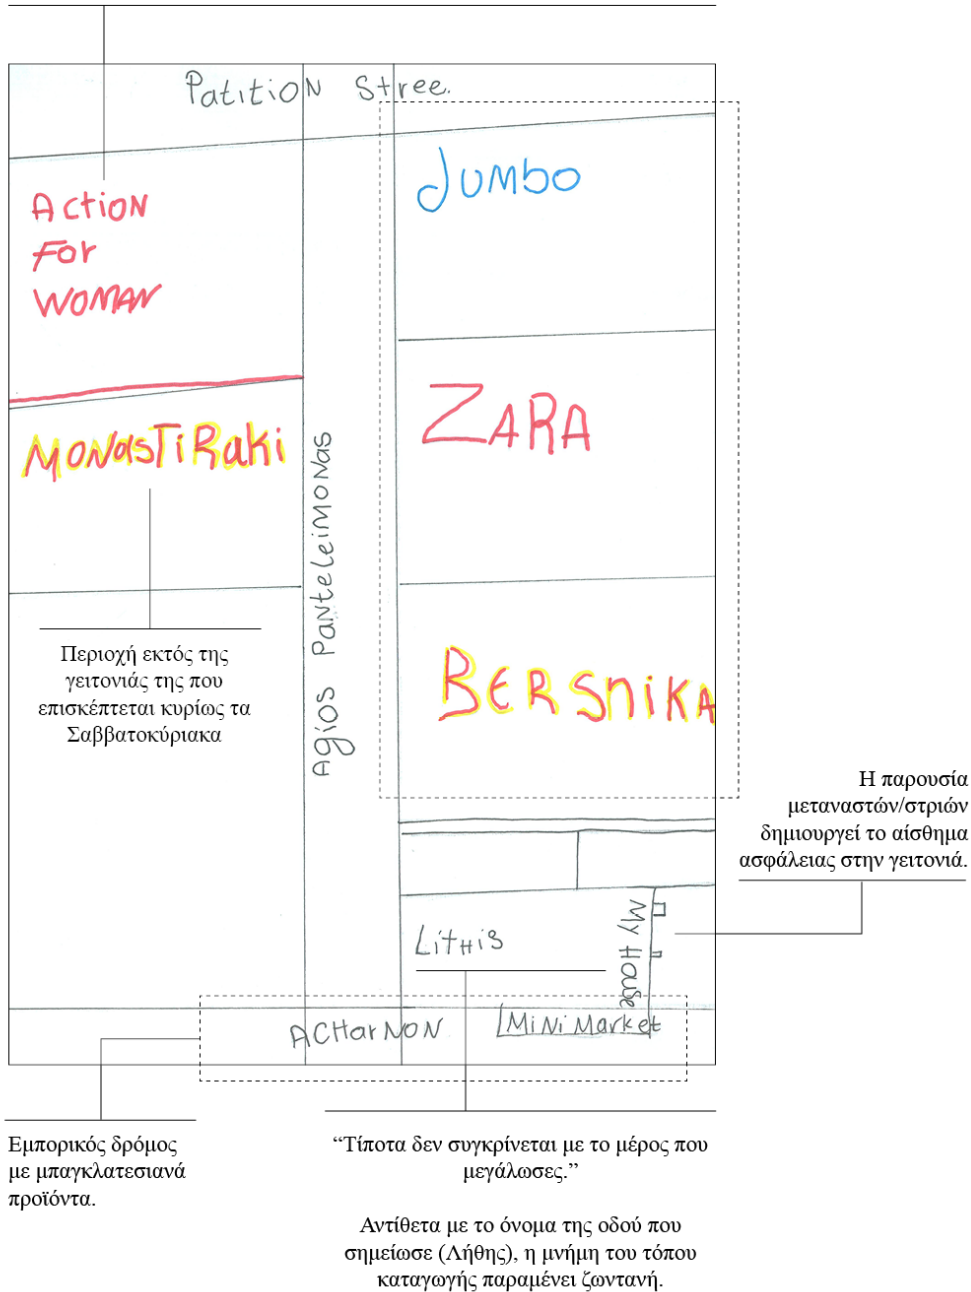 Patition Stree.
Jumbo
Action
For
WOMAN
ZARA
MONASTiRaki
Agios Panteleimonas
Περιοχή εκτός της
γειτονιάς της που
επισκέπτεται κυρίως τα
Σαββατοκύριακα
BERSniKA
Η παρουσία
μεταναστών/στριών
δημιουργεί το αίσθημα
ασφάλειας στην γειτονιά.
LitHis
My House
ACHarNON
MiNi Market
Εμπορικός δρόμος
με μπαγκλατεσιανά
προϊόντα.
“Τίποτα δεν συγκρίνεται με το μέρος που
μεγάλωσες.”
Αντίθετα με το όνομα της οδού που
σημείωσε (Λήθης), η μνήμη του τόπου
καταγωγής παραμένει ζωντανή.